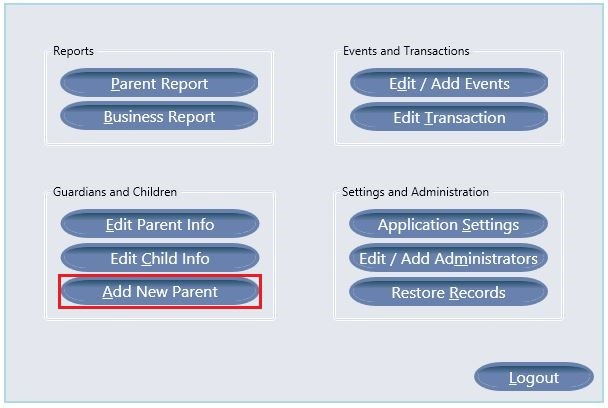 Reports
Parent Report
Business Report
Events and Transactions
Edit / Add Events
Edit Transaction
Guardians and Children
Edit Parent Info
Edit Child Info
Add New Parent
Settings and Administration
Application Settings
Edit / Add Administrators
Restore Records
Logout